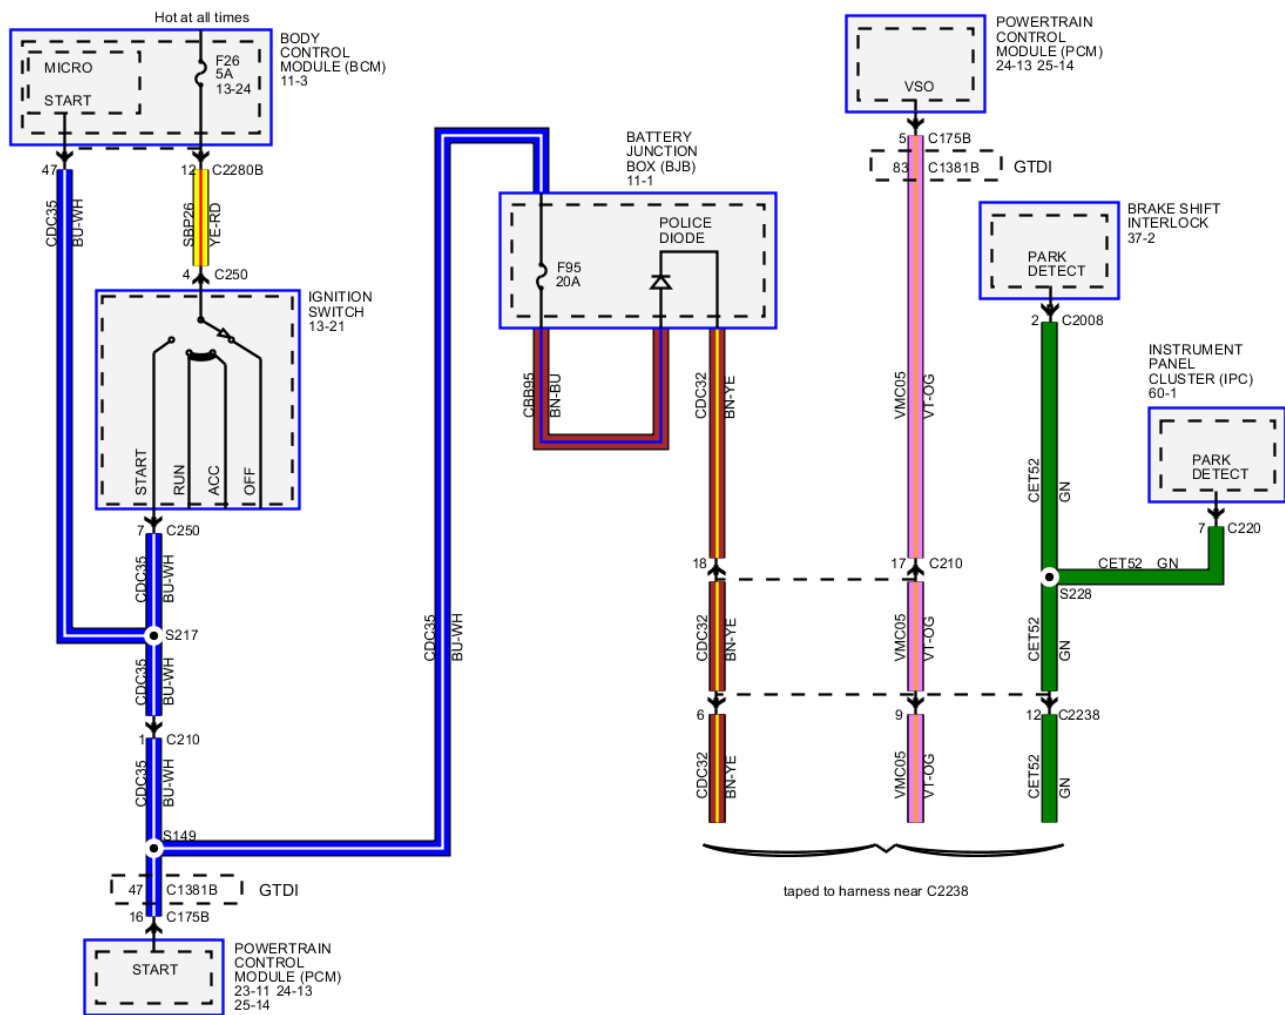 Hot at all times
BODY
CONTROL
MODULE (BCM)
11-3
MICRO
START
F26
5A
13-24
47
12
C2280B
CDC35
BU-WH
SBP26
YE-RD
4
C250
IGNITION
SWITCH
13-21
START
RUN
ACC
OFF
7
C250
CDC35
BU-WH
S217
CDC35
BU-WH
1
C210
CDC35
BU-WH
S149
47
C1381B
GTDI
16
C175B
START
POWERTRAIN
CONTROL
MODULE (PCM)
23-11 24-13
25-14
CDC35
BU-WH
BATTERY
JUNCTION
BOX (BJB)
11-1
POLICE
DIODE
F95
20A
CBB95
BN-BU
CDC32
BN-YE
18
CDC32
BN-YE
6
CDC32
BN-YE
POWERTRAIN
CONTROL
MODULE (PCM)
24-13 25-14
VSO
5
C175B
83
C1381B
GTDI
VMC05
VT-OG
17
C210
VMC05
VT-OG
9
VMC05
VT-OG
BRAKE SHIFT
INTERLOCK
37-2
PARK
DETECT
2
C2008
CET52
GN
INSTRUMENT
PANEL
CLUSTER (IPC)
60-1
PARK
DETECT
7
C220
CET52 GN
S228
CET52
GN
12
C2238
CET52
GN
taped to harness near C2238